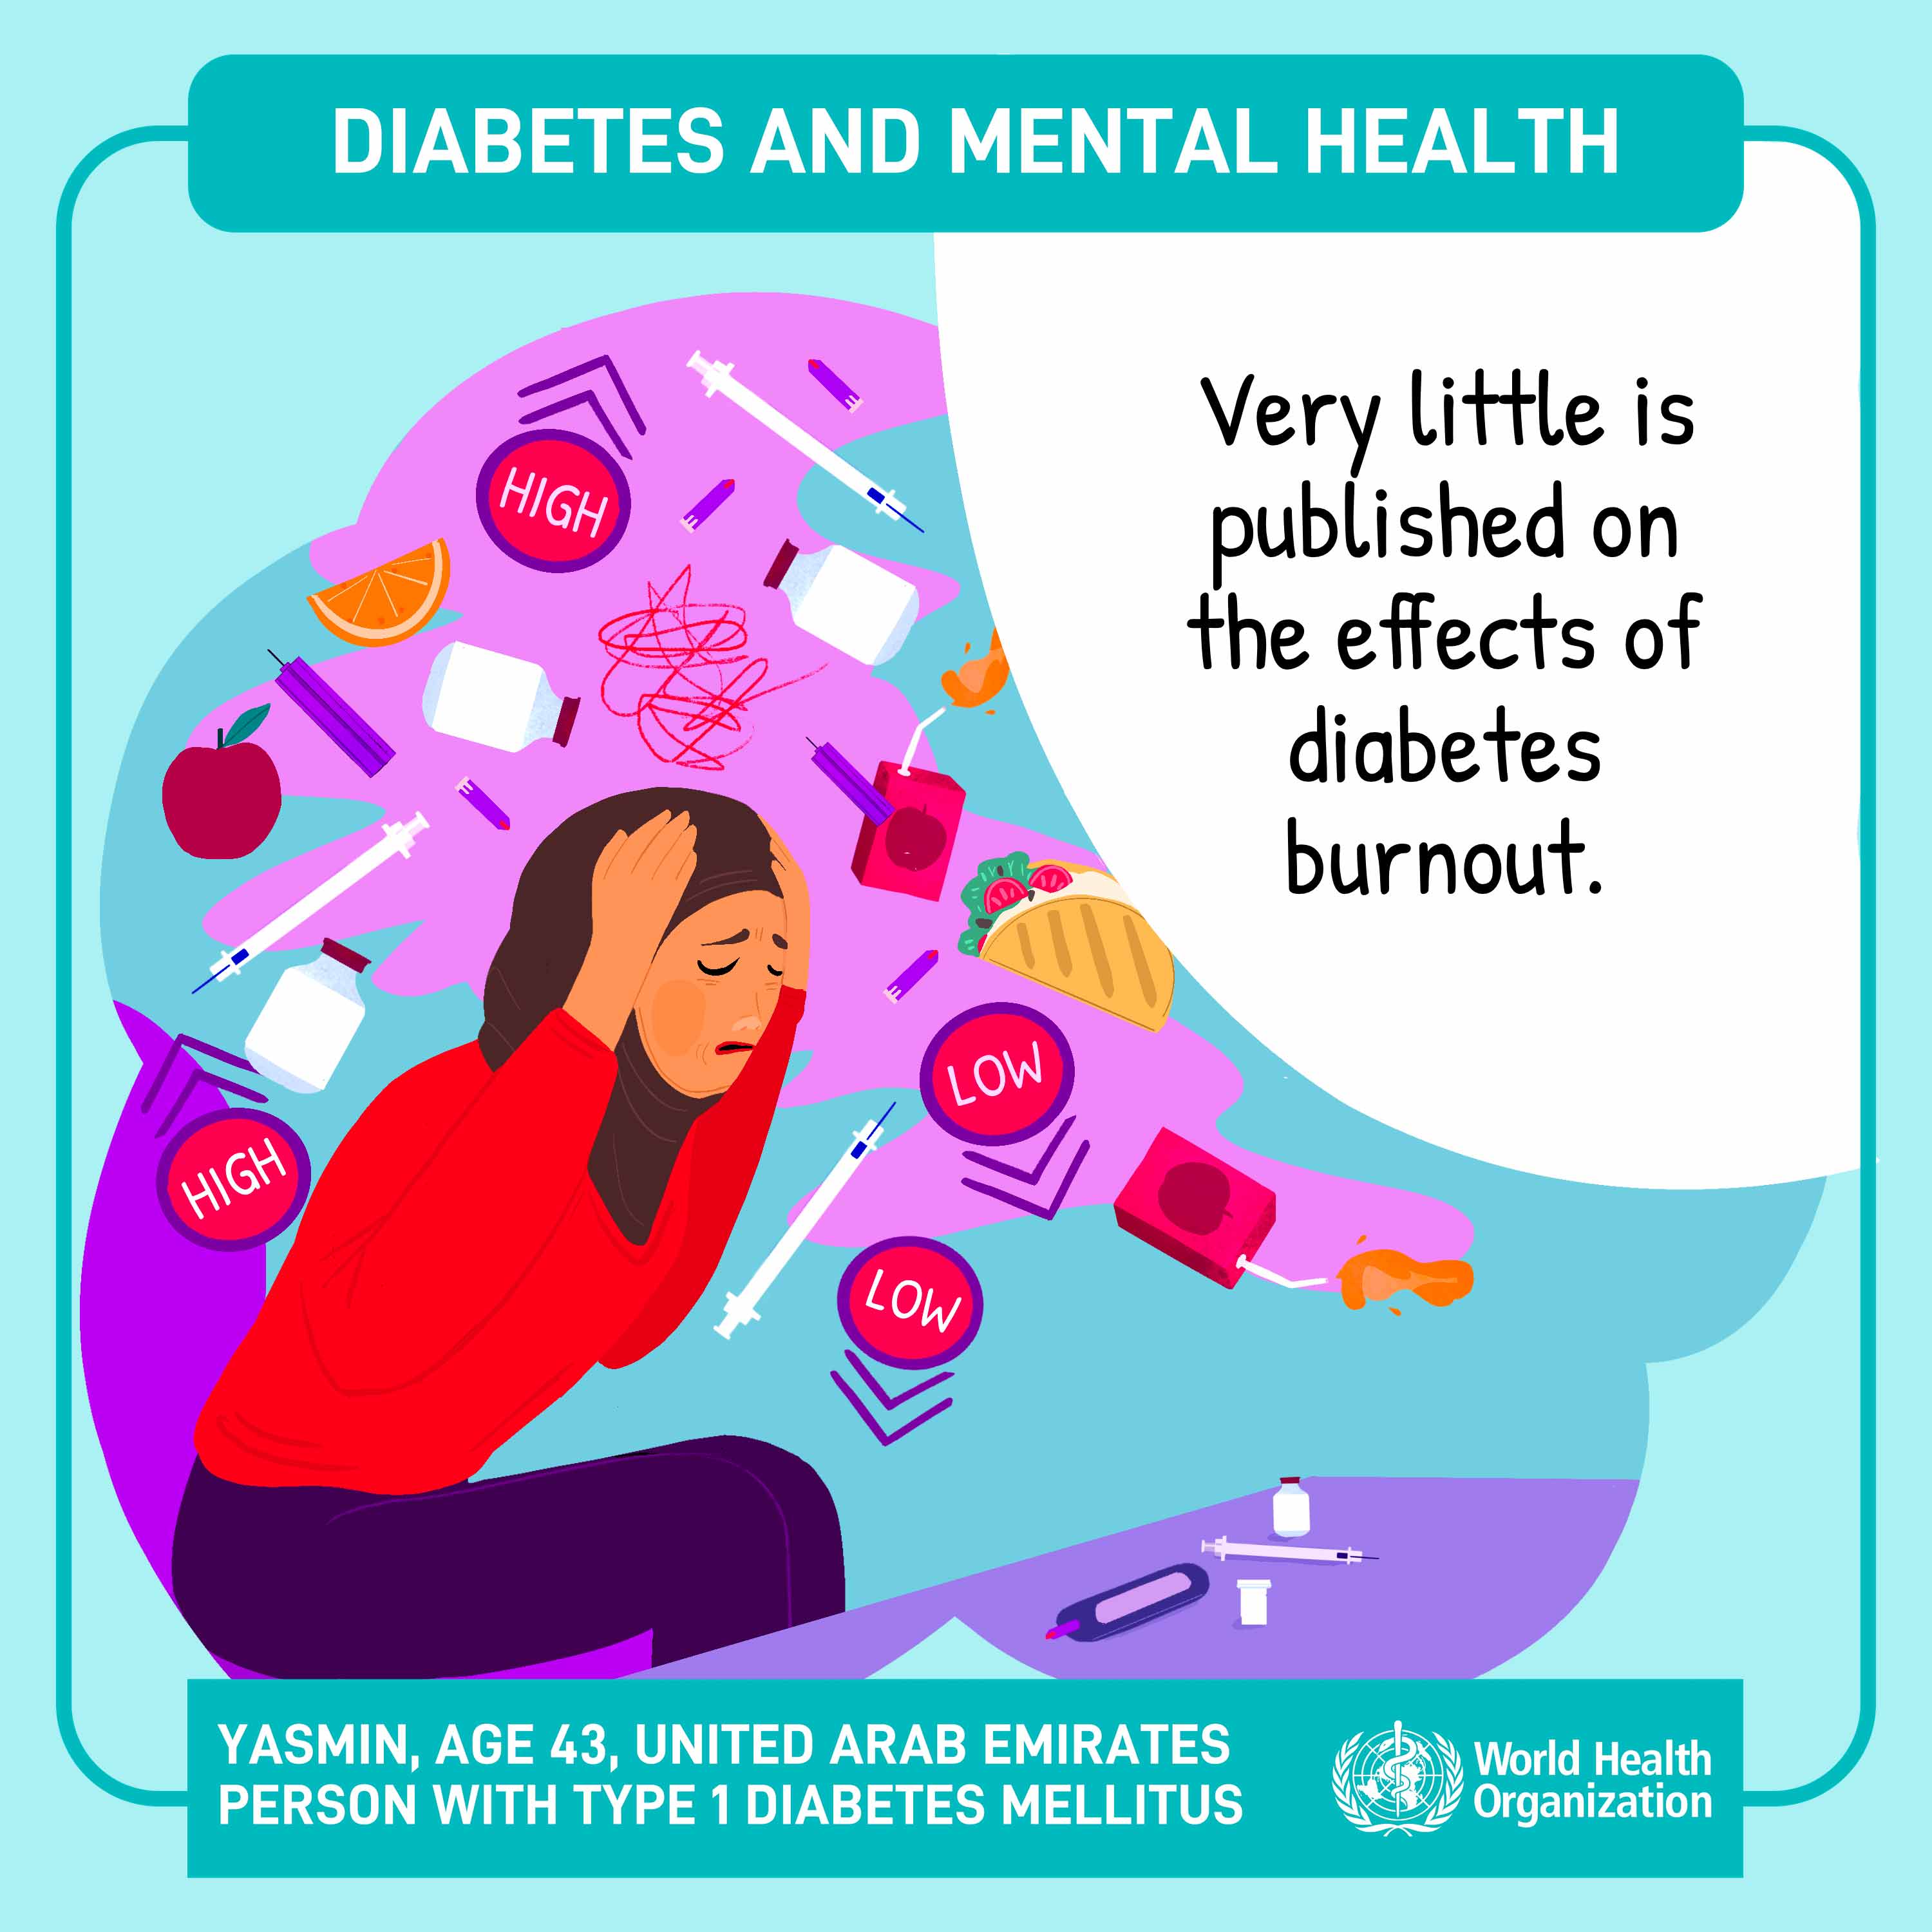 DIABETES AND MENTAL HEALTH
Very little is
published on
the effects of
diabetes
burnout.
HIGH
LOW
HIGH
LOW
YASMIN, AGE 43, UNITED ARAB EMIRATES
PERSON WITH TYPE 1 DIABETES MELLITUS
World Health
Organization